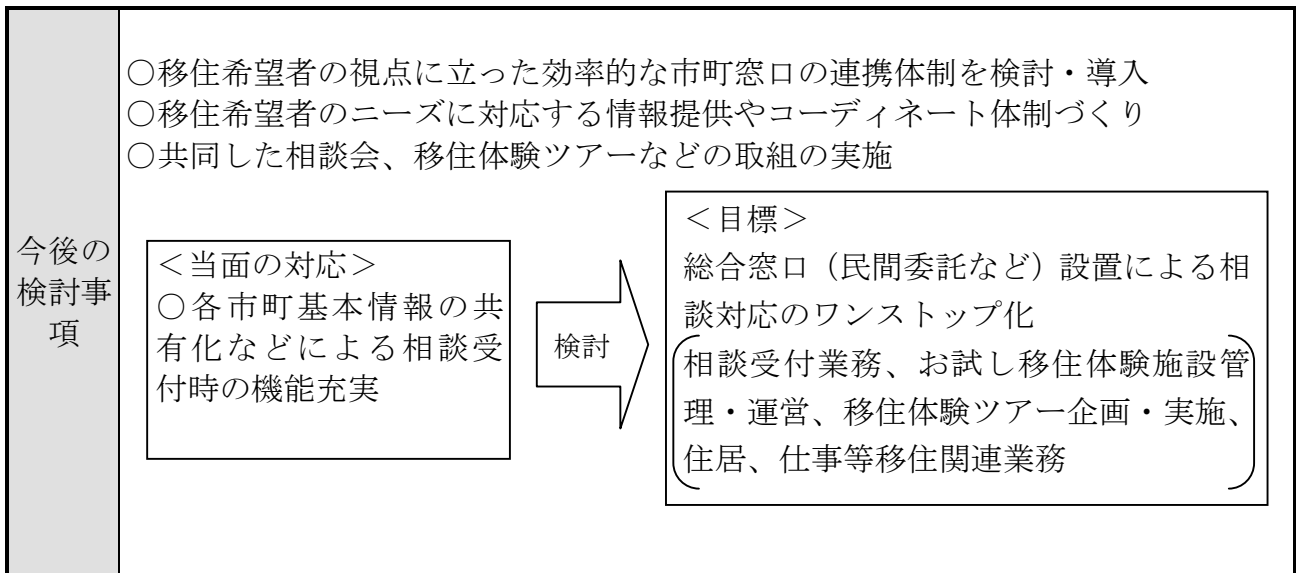 今後の
検討事
項
○移住希望者の視点に立った効率的な市町窓口の連携体制を検討・導入
○移住希望者のニーズに対応する情報提供やコーディネート体制づくり
○共同した相談会、移住体験ツアーなどの取組の実施
＜当面の対応＞
○各市町基本情報の共
有化などによる相談受
付時の機能充実
検討
＜目標＞
総合窓口（民間委託など）設置による相
談対応のワンストップ化
相談受付業務、お試し移住体験施設管
理・運営、移住体験ツアー企画・実施、
住居、仕事等移住関連業務